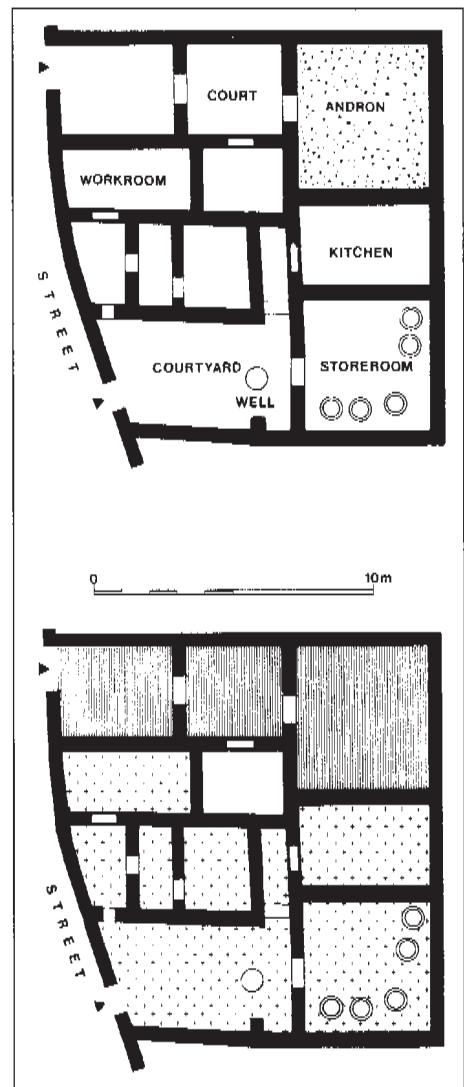 COURT
ANDRON
WORKROOM
KITCHEN
STREET
COURTYARD
STOREROOM
WELL
0 10m
STREET